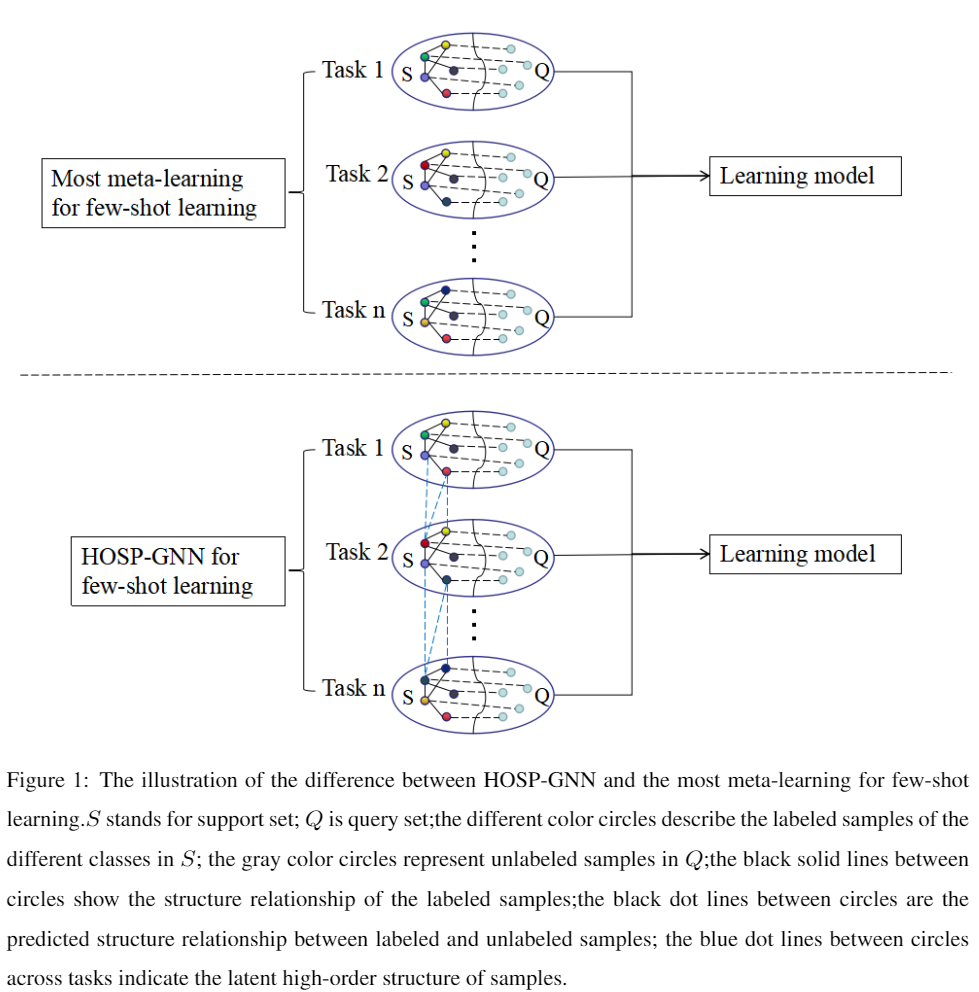 Task 1
S
Q
Most meta-learning
for few-shot learning
Task 2
S
Q
Learning model
Task n
S
Q
Task 1
S
Q
HOSP-GNN for
few-shot learning
Task 2
S
Q
Learning model
Task n
S
Q
Figure 1: The illustration of the difference between HOSP-GNN and the most meta-learning for few-shot
learning.S stands for support set; Q is query set;the different color circles describe the labeled samples of the
different classes in S; the gray color circles represent unlabeled samples in Q;the black solid lines between
circles show the structure relationship of the labeled samples;the black dot lines between circles are the
predicted structure relationship between labeled and unlabeled samples; the blue dot lines between circles
across tasks indicate the latent high-order structure of samples.